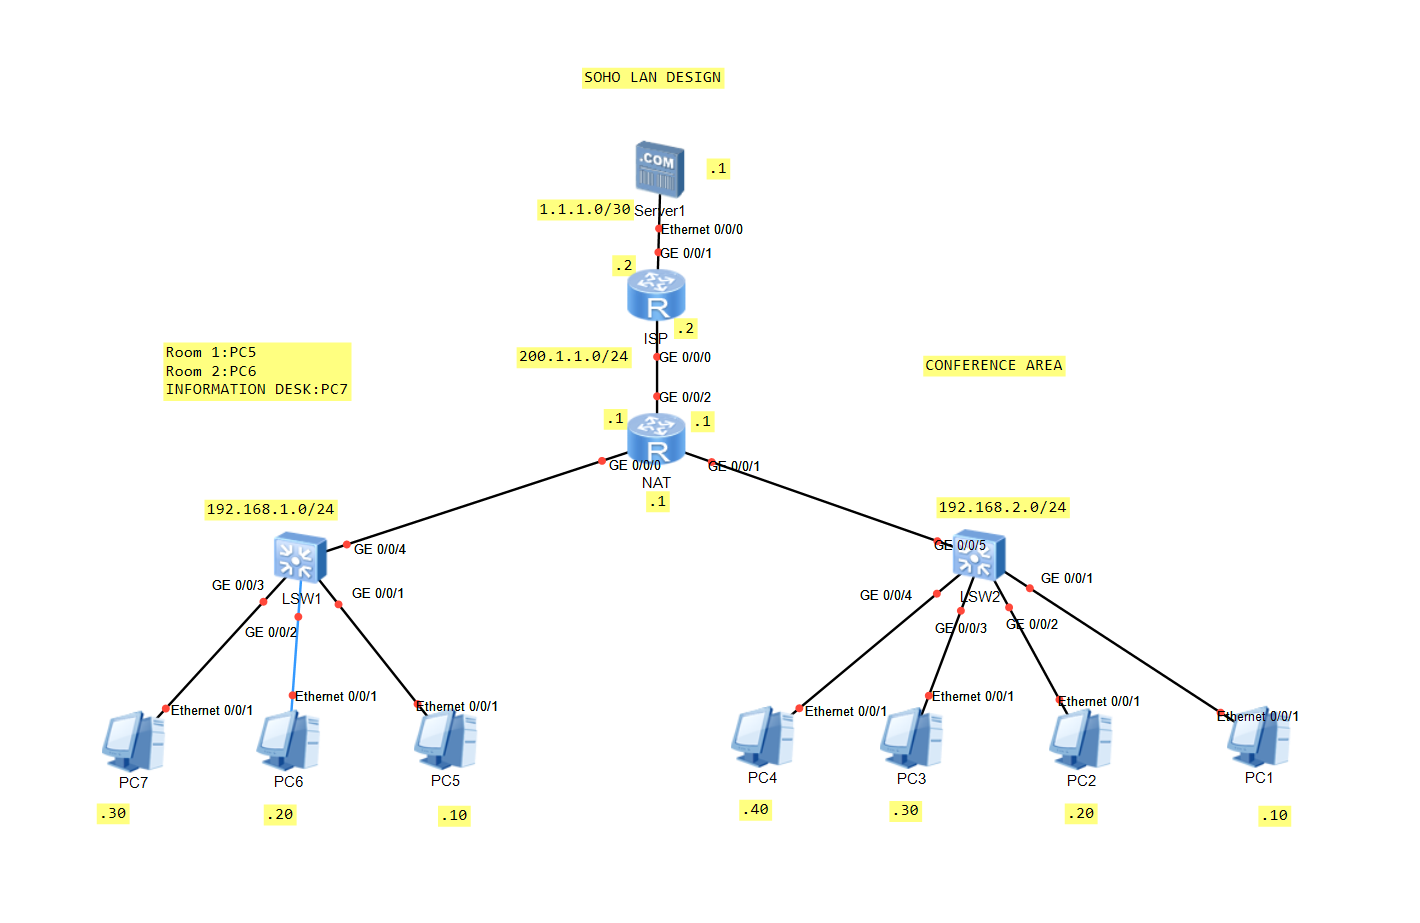 SOHO LAN DESIGN
.COM
.1
1.1.1.0/30
Server1
Ethernet 0/0/0
GE 0/0/1
.2
R
ISP
.2
200.1.1.0/24
GE 0/0/0
Room 1:PC5
Room 2:PC6
INFORMATION DESK:PC7
CONFERENCE AREA
GE 0/0/2
.1
.1
R
GE 0/0/0
GE 0/0/1
NAT
.1
192.168.1.0/24
192.168.2.0/24
GE 0/0/4
GE 0/0/5
GE 0/0/3
LSW1
GE 0/0/1
GE 0/0/2
GE 0/0/4
LSW2
GE 0/0/1
GE 0/0/3
GE 0/0/2
Ethernet 0/0/1
Ethernet 0/0/1
Ethernet 0/0/1
Ethernet 0/0/1
Ethernet 0/0/1
Ethernet 0/0/1
Ethernet 0/0/1
PC7
PC6
PC5
PC4
PC3
PC2
PC1
.30
.20
.10
.40
.30
.20
.10